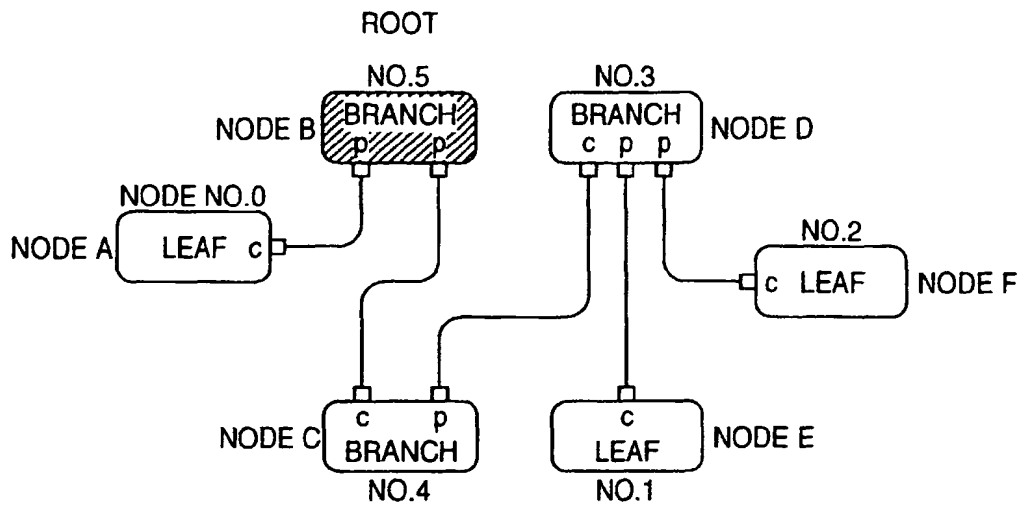 ROOT
NO.5
NO.3
BRANCH
p p
NODE B
BRANCH
c p p
NODE D
NODE NO.0
NODE A
LEAF c
NO.2
c LEAF
NODE F
NODE C
c p
BRANCH
NO.4
c
LEAF
NODE E
NO.1